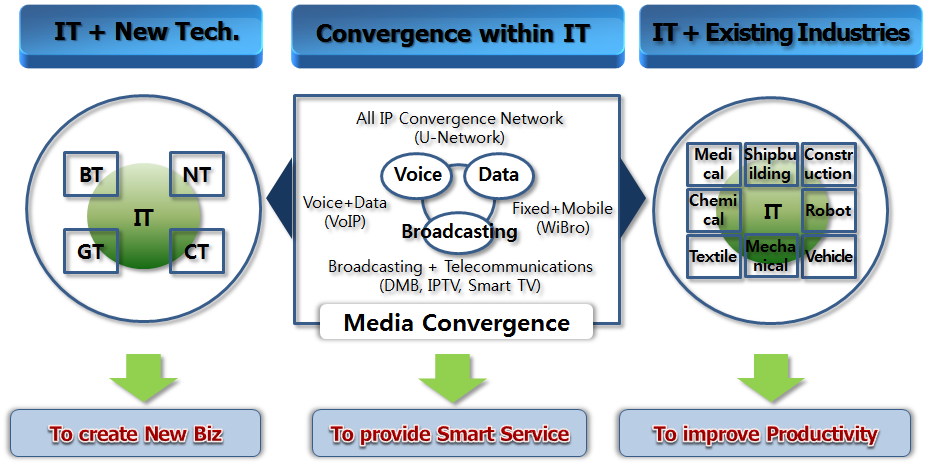 IT + New Tech.
Convergence within IT
IT + Existing Industries
BT
NT
IT
GT
CT
All IP Convergence Network
(U-Network)
Voice
Data
Voice+Data
(VoIP)
Fixed+Mobile
(WiBro)
Broadcasting
Broadcasting + Telecommunications
(DMB, IPTV, Smart TV)
Media Convergence
Medi
cal
Shipbu
ilding
Constr
uction
Chemi
cal
IT
Robot
Textile
Mecha
nical
Vehicle
To create New Biz
To provide Smart Service
To improve Productivity